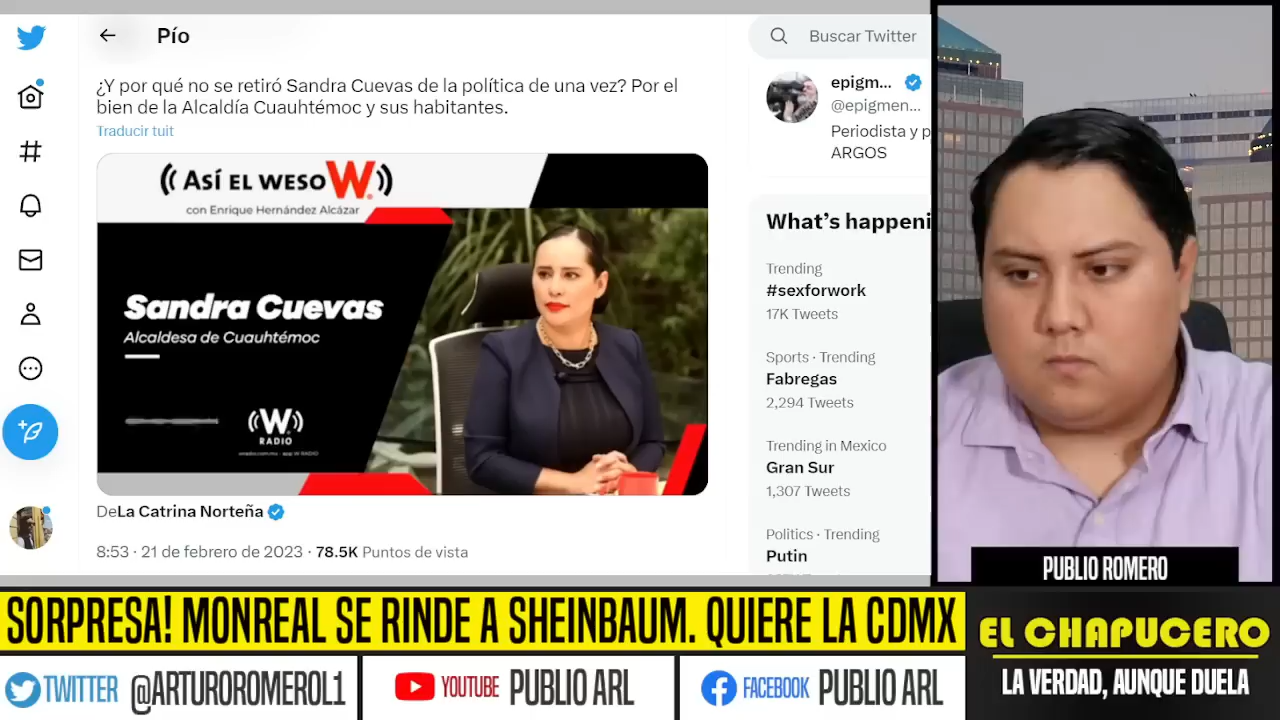 Pío
Buscar Twitter
¿Y por qué no se retiró Sandra Cuevas de la política de una vez? Por el
bien de la Alcaldía Cuauhtémoc y sus habitantes.
Traducir tuit
ASÍ EL WESO W
con Enrique Hernández Alcázar
Sandra Cuevas
Alcaldesa de Cuauhtémoc
W
RADIO
DeLa Catrina Norteña
8:53 · 21 de febrero de 2023 · 78.5K Puntos de vista
epigm...
@epigmen...
Periodista y p
ARGOS
What's happeni
Trending
#sexforwork
17K Tweets
Sports · Trending
Fabregas
2,294 Tweets
Trending in Mexico
Gran Sur
1,307 Tweets
Politics · Trending
Putin
PUBLIO ROMERO
SORPRESA! MONREAL SE RINDE A SHEINBAUM. QUIERE LA CDMX
EL CHAPUCERO
LA VERDAD, AUNQUE DUELA
TWITTER @ARTUROROMEROL1
YOUTUBE PUBLIO ARL
FACEBOOK PUBLIO ARL